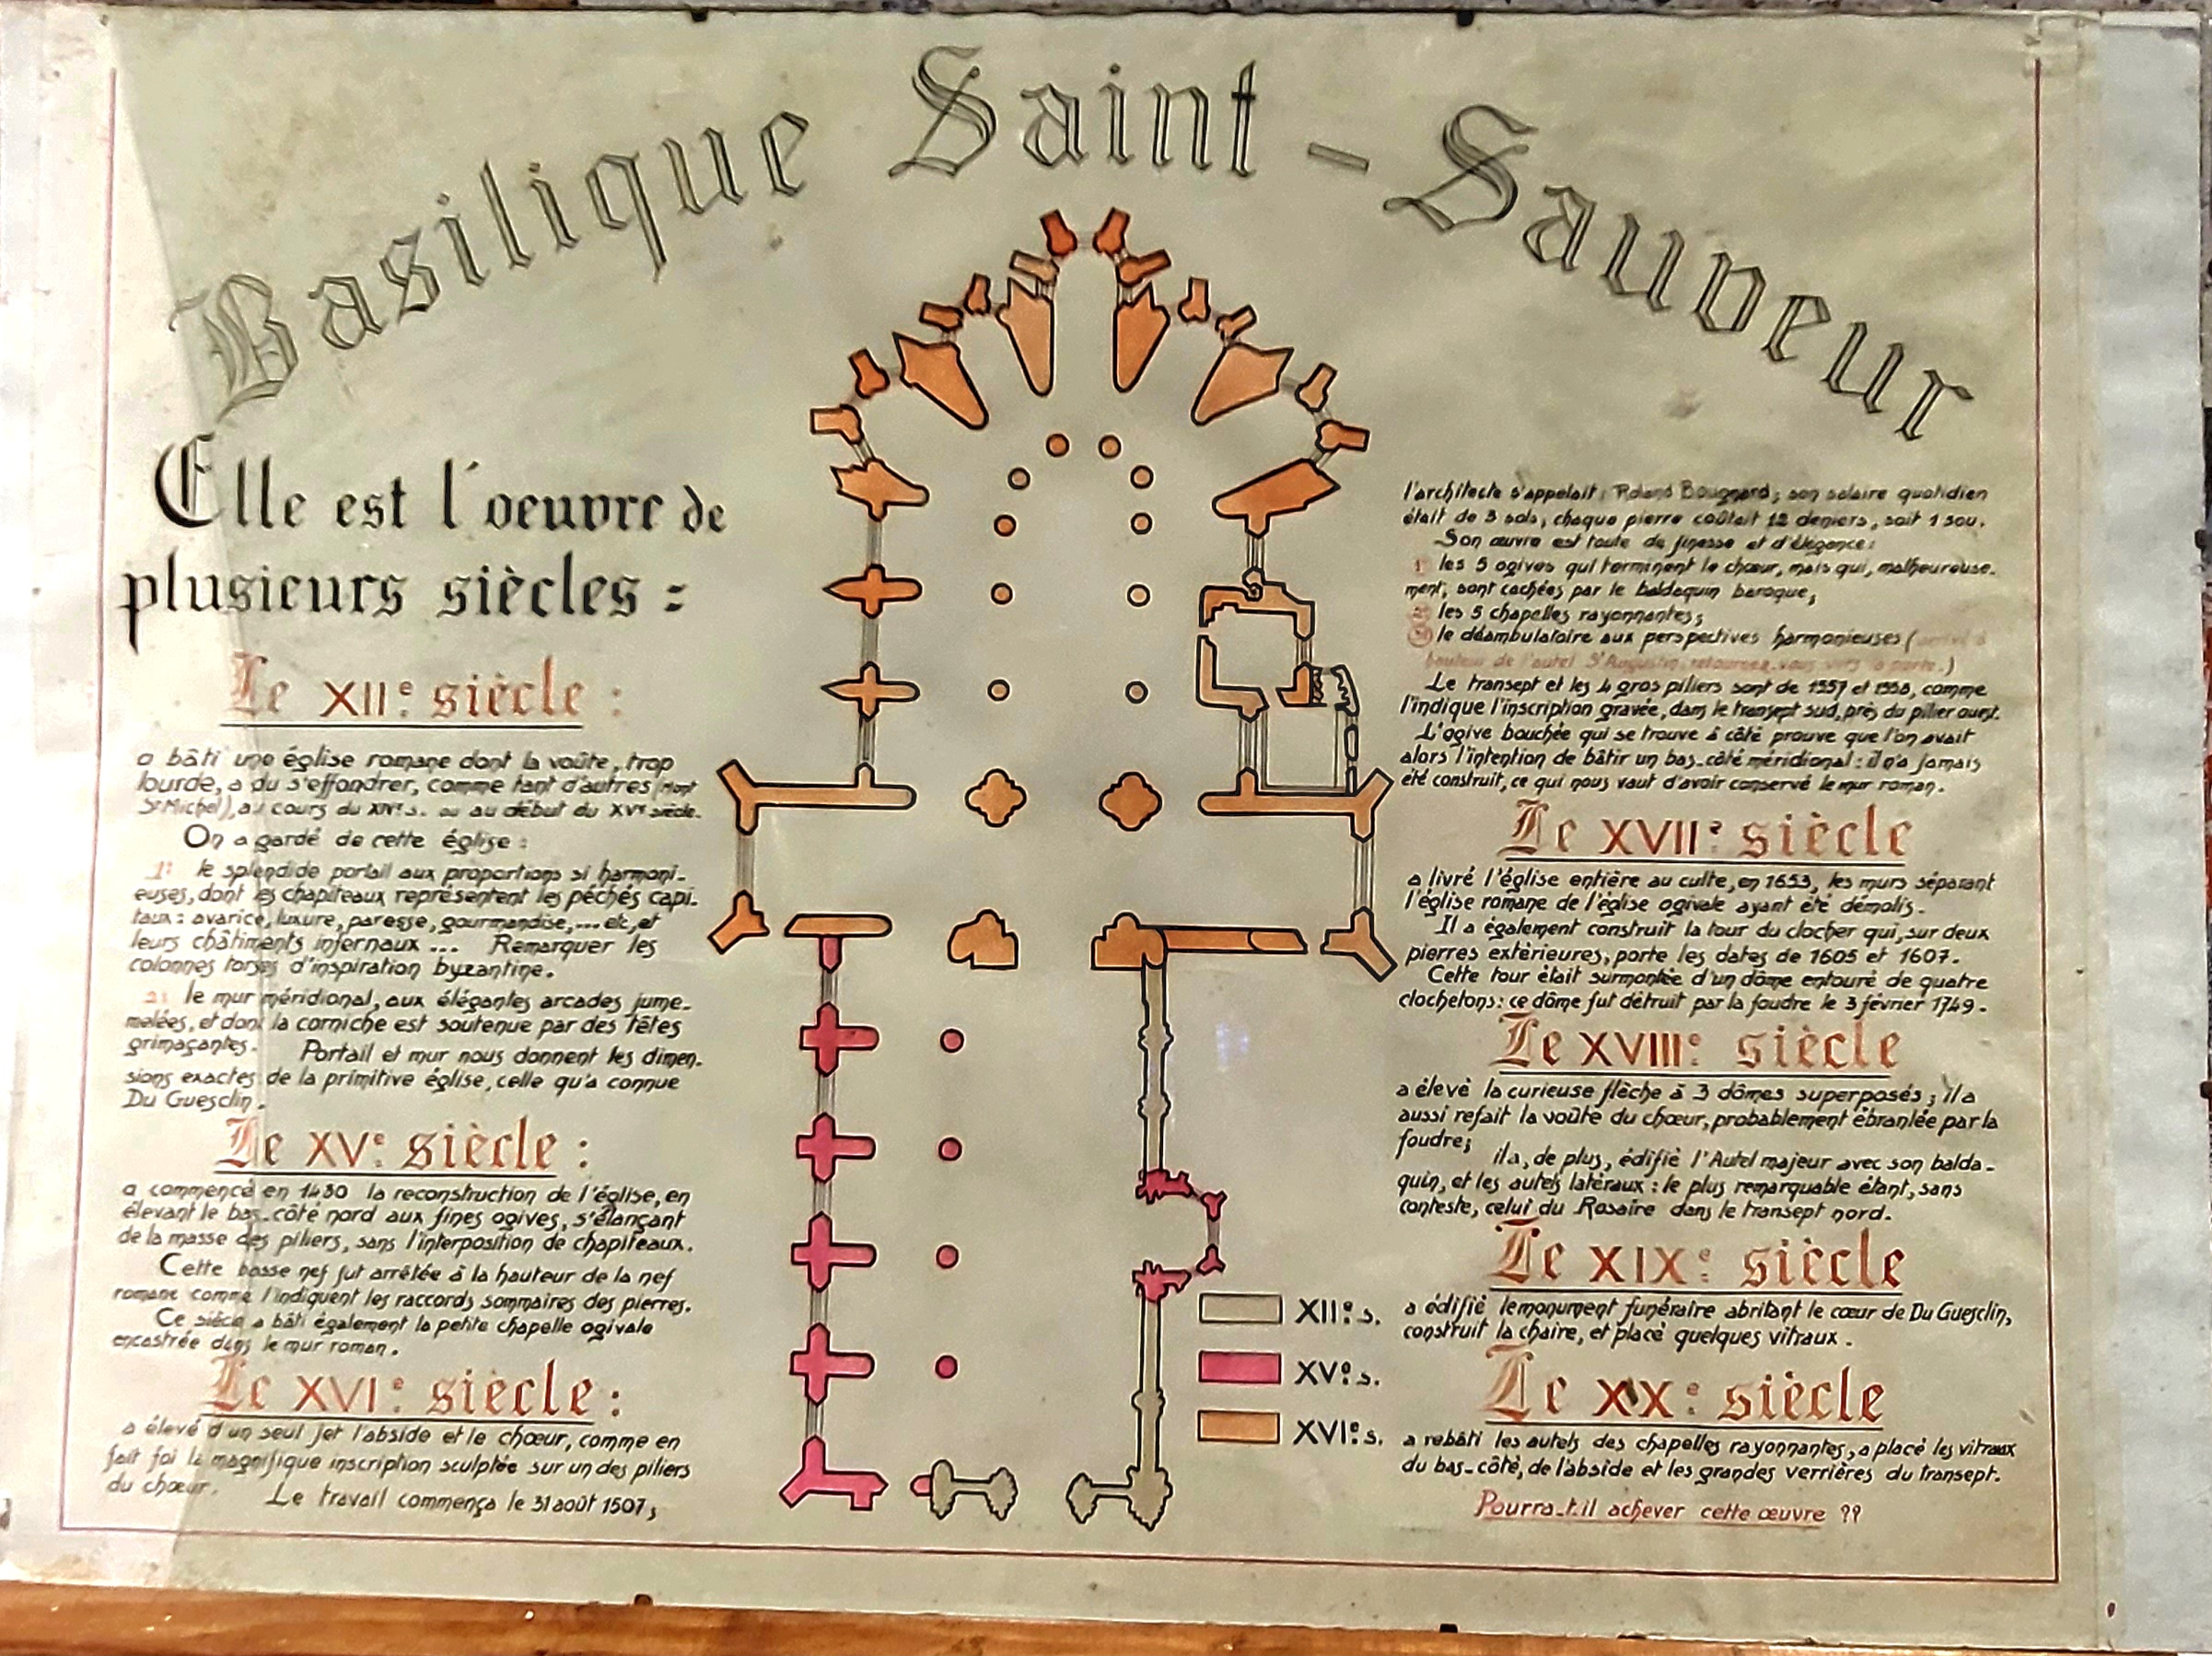 Basilique Saint-Sauveur
Elle est l'oeuvre de
plusieurs siècles :
Le XIIe siècle :
a bâti une église romane dont la voûte, trop
lourde, a du s'effondrer, comme tant d'autres (Mont
St Michel), au cours du XIVe s. ou au début du XVe siècle.
On a gardé de cette église :
1° le splendide portail aux proportions si harmoni-
euses, dont les chapiteaux représentent les péchés capi-
taux : avarice, luxure, paresse, gourmandise, ... etc, et
leurs châtiments infernaux ... Remarquer les
colonnes torses d'inspiration byzantine.
2° le mur méridional, aux élégantes arcades jume-
melées, et dont la corniche est soutenue par des têtes
grimaçantes. Portail et mur nous donnent les dimen-
sions exactes de la primitive église, celle qu'a connue
Du Guesclin.
Le XVe siècle :
a commencé en 1480 la reconstruction de l'église, en
élevant le bas-côté nord aux fines ogives, s'élançant
de la masse des piliers, sans l'interposition de chapiteaux.
Cette basse nef fut arrêtée à la hauteur de la nef
romane comme l'indiquent les raccords sommaires des pierres.
Ce siècle a bâti également la petite chapelle ogivale
encastrée dans le mur roman.
Le XVIe siècle :
a élevé d'un seul jet l'abside et le chœur, comme en
fait foi la magnifique inscription sculptée sur un des piliers
du chœur. Le travail commença le 31 août 1507 ;
l'architecte s'appelait : Roland Bougnard ; son salaire quotidien
était de 3 sols, chaque pierre coûtait 12 deniers, soit 1 sou.
Son œuvre est toute de finesse et d'élégance :
1° les 5 ogives qui terminent le chœur, mais qui, malheureuse-
ment, sont cachées par le baldaquin baroque ;
2° les 5 chapelles rayonnantes ;
le déambulatoire aux perspectives harmonieuses (
hauteur de l'autel St Augustin, retournez-vous vers la porte.)
Le transept et les 4 gros piliers sont de 1557 et 1558, comme
l'indique l'inscription gravée, dans le transept sud, près du pilier ouest.
L'ogive bouchée qui se trouve à côté prouve que l'on avait
alors l'intention de bâtir un bas-côté méridional : il n'a jamais
été construit, ce qui nous vaut d'avoir conservé le mur roman.
Le XVIIe siècle
a livré l'église entière au culte, en 1653, les murs séparant
l'église romane de l'église ogivale ayant été démolis.
Il a également construit la tour du clocher qui, sur deux
pierres extérieures, porte les dates de 1605 et 1607.
Cette tour était surmontée d'un dôme entouré de quatre
clochetons : ce dôme fut détruit par la foudre le 3 février 1749.
Le XVIIIe siècle
a élevé la curieuse flèche à 3 dômes superposés ; il a
aussi refait la voûte du chœur, probablement ébranlée par la
foudre ;
il a, de plus, édifié l'Autel majeur avec son balda-
quin, et les autels latéraux : le plus remarquable étant, sans
conteste, celui du Rosaire dans le transept nord.
Le XIXe siècle
a édifié le monument funéraire abritant le cœur de Du Guesclin,
construit la chaire, et placé quelques vitraux.
Le XXe siècle
a rebâti les autels des chapelles rayonnantes, a placé les vitraux
du bas-côté, de l'abside et les grandes verrières du transept.
Pourra-t-il achever cette œuvre ??
XIIe s.
XVe s.
XVIe s.